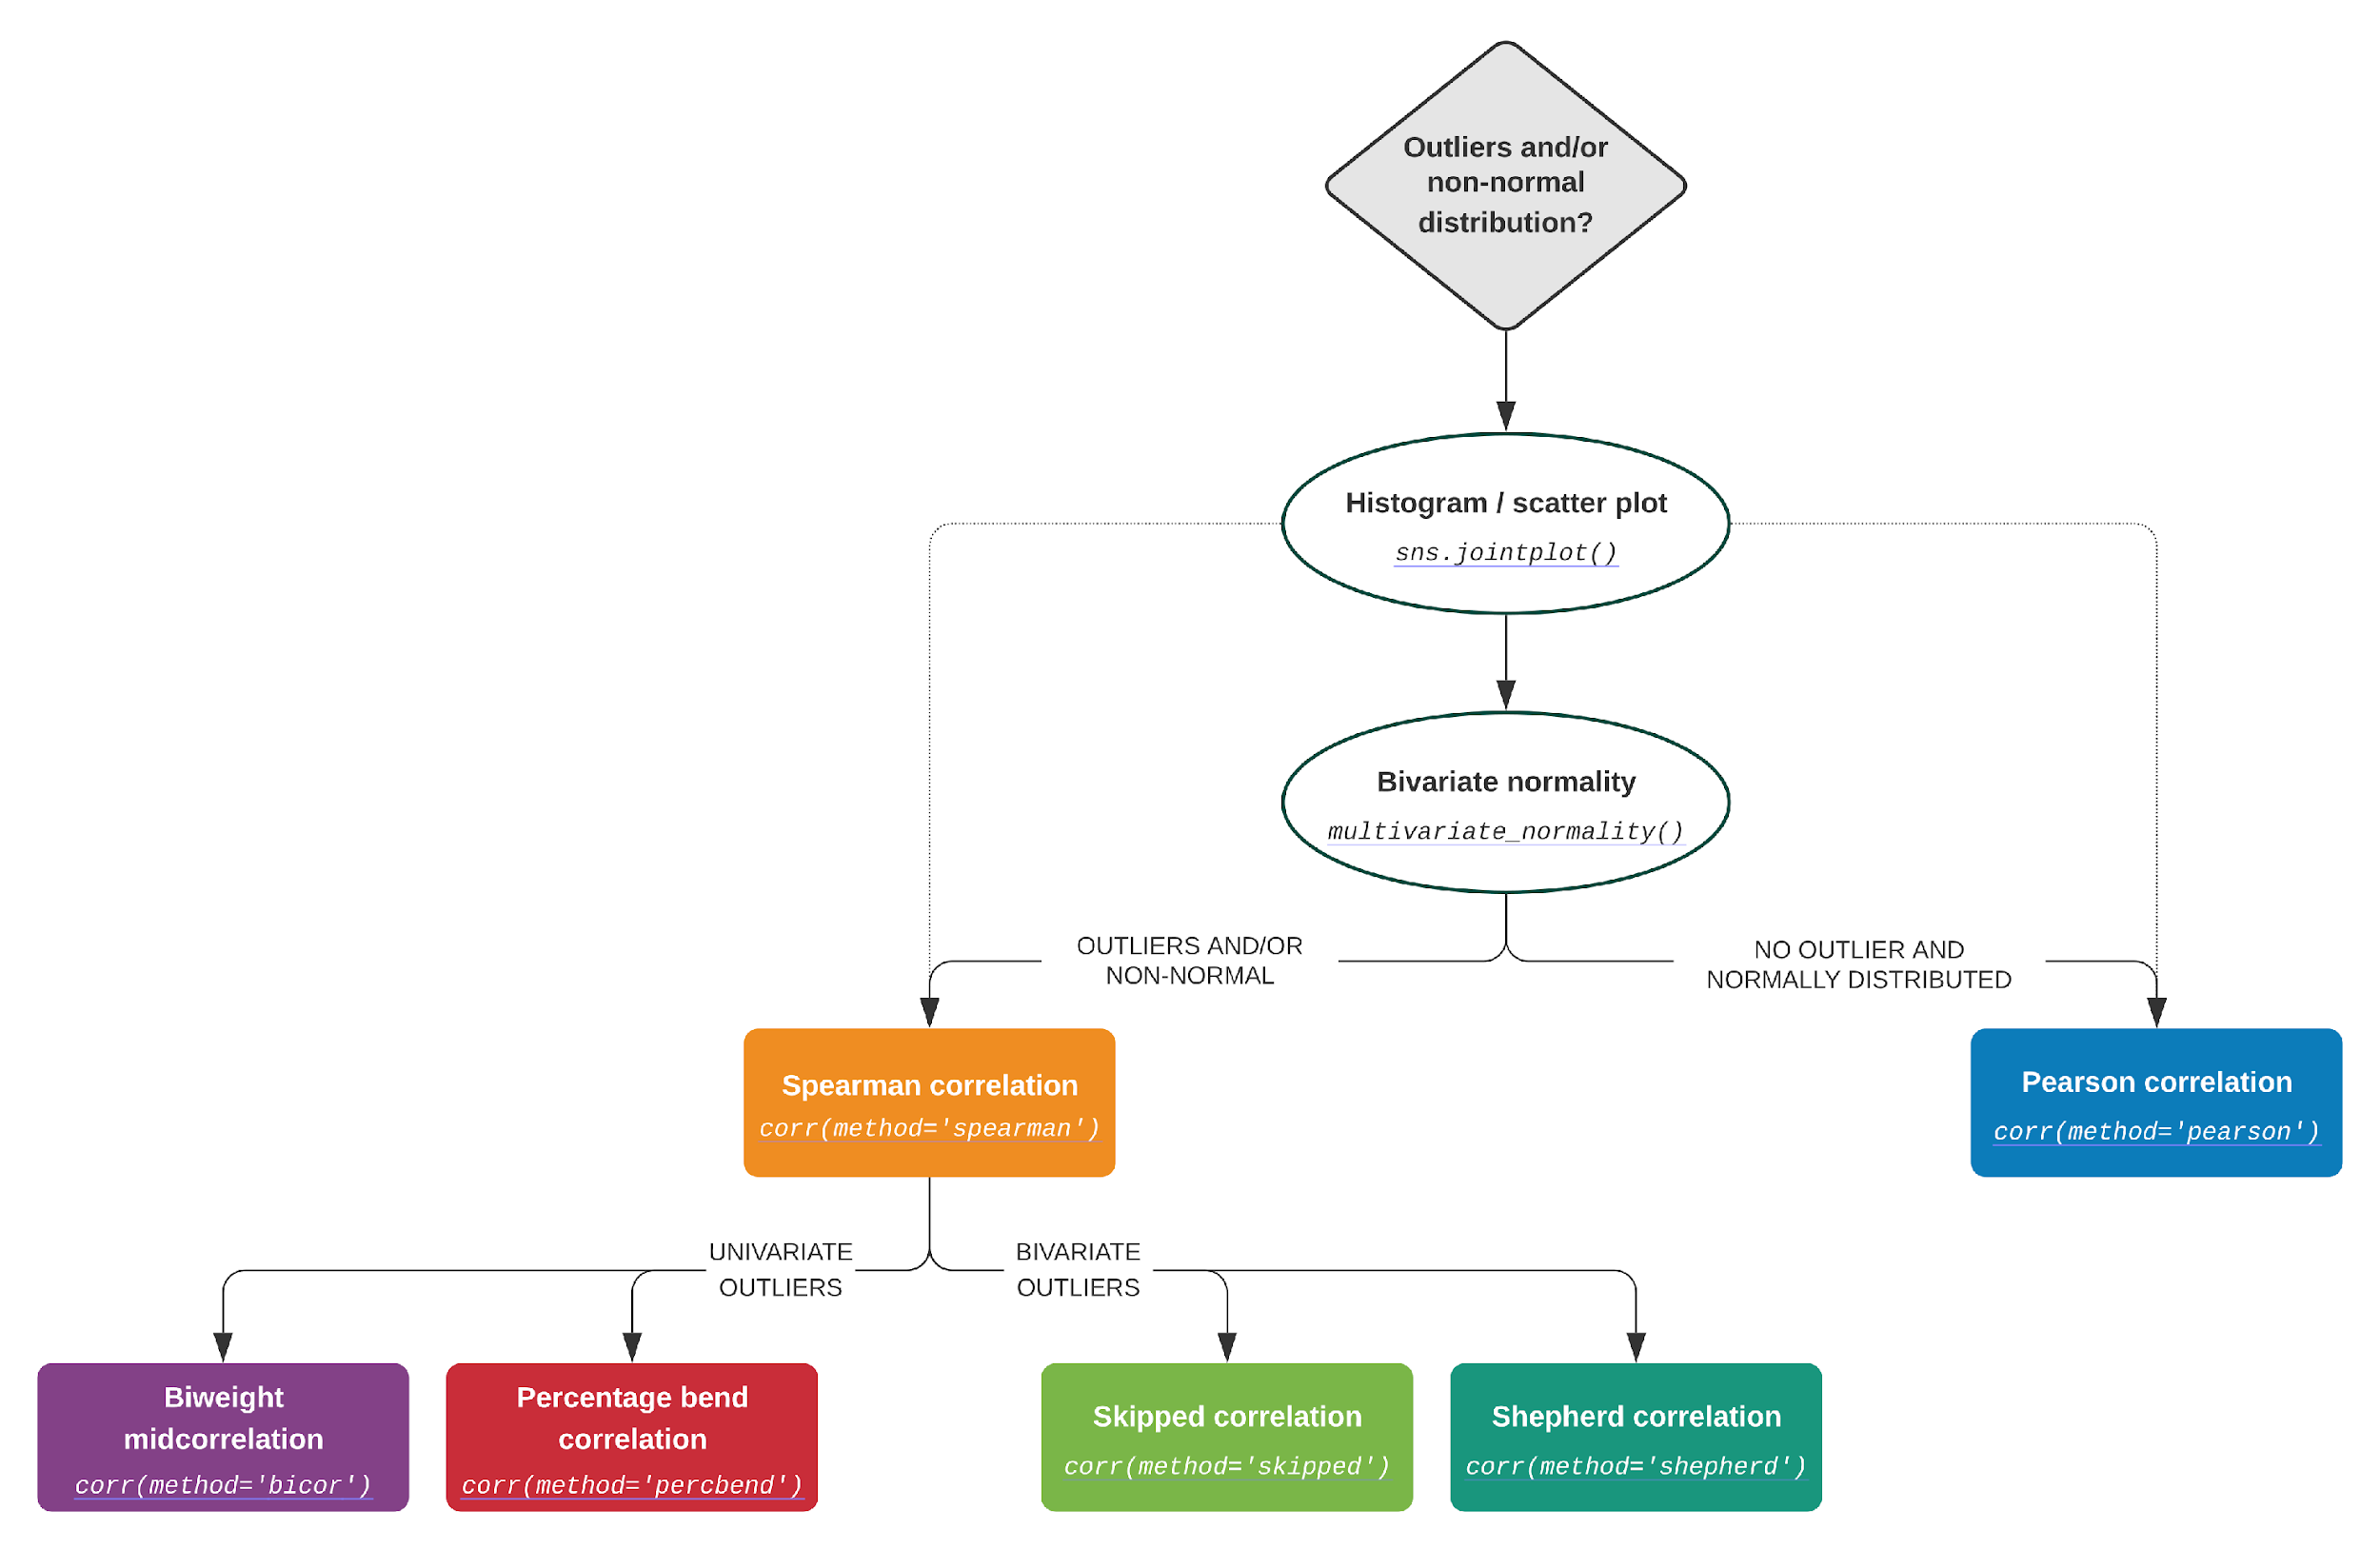 Outliers and/or
non-normal
distribution?
Histogram / scatter plot
sns.jointplot()
Bivariate normality
multivariate_normality()
OUTLIERS AND/OR
NON-NORMAL
NO OUTLIER AND
NORMALLY DISTRIBUTED
Spearman correlation
corr(method='spearman')
Pearson correlation
corr(method='pearson')
UNIVARIATE
OUTLIERS
BIVARIATE
OUTLIERS
Biweight
midcorrelation
corr(method='bicor')
Percentage bend
correlation
corr(method='percbend')
Skipped correlation
corr(method='skipped')
Shepherd correlation
corr(method='shepherd')